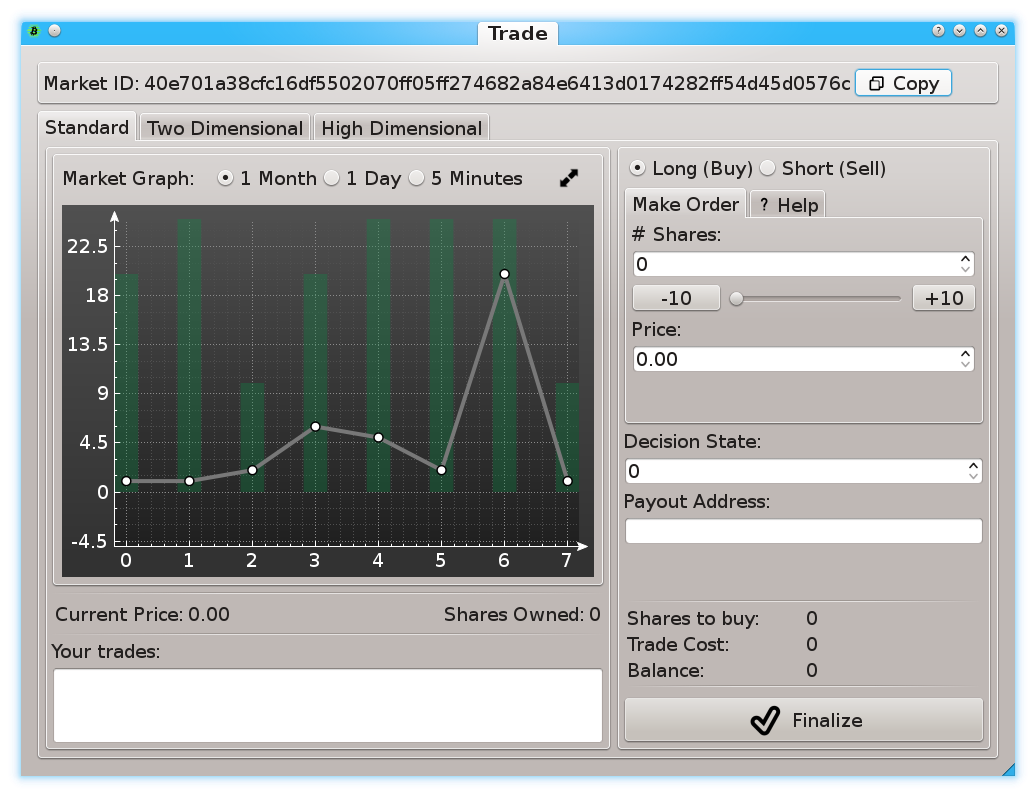 Trade
Market ID: 40e701a38cfc16df5502070ff05ff274682a84e6413d0174282ff54d45d0576c Copy
Standard Two Dimensional High Dimensional
Market Graph: 1 Month 1 Day 5 Minutes
22.5
18
13.5
9
4.5
0
-4.5
0 1 2 3 4 5 6 7
Current Price: 0.00 Shares Owned: 0
Your trades:
Long (Buy) Short (Sell)
Make Order ? Help
# Shares:
0
-10 +10
Price:
0.00
Decision State:
0
Payout Address:
Shares to buy: 0
Trade Cost: 0
Balance: 0
Finalize